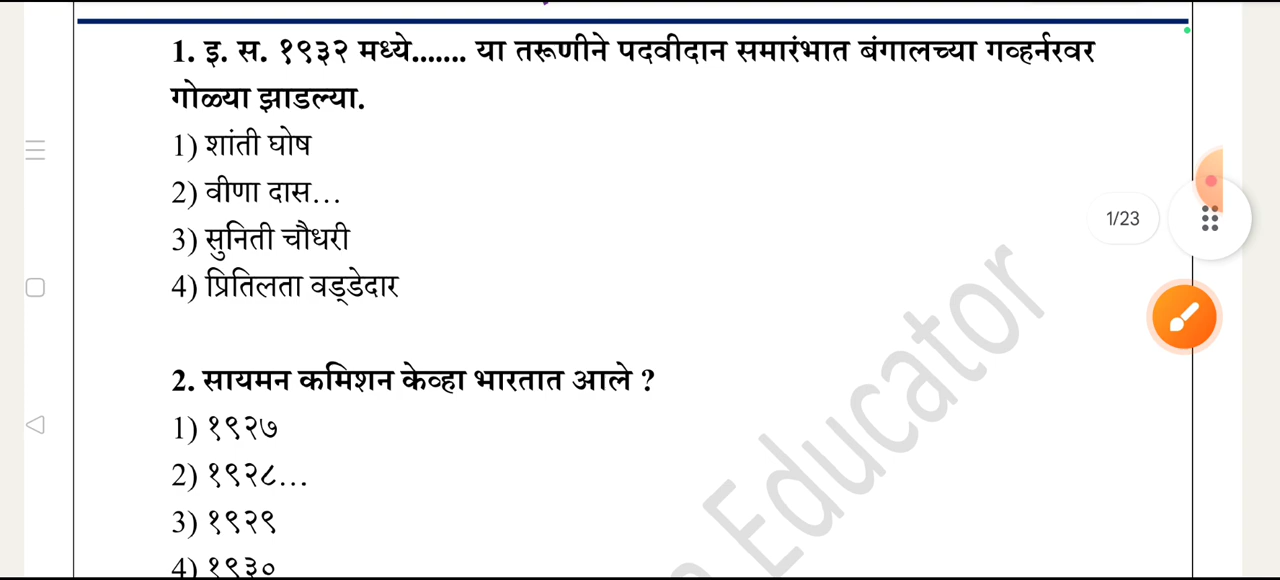 1. इ. स. १९३२ मध्ये....... या तरूणीने पदवीदान समारंभात बंगालच्या गव्हर्नरवर
गोळ्या झाडल्या.
1) शांती घोष
2) वीणा दास...
3) सुनिती चौधरी
4) प्रितिलता वड्डेदार
1/23
2. सायमन कमिशन केव्हा भारतात आले ?
1) १९२७
2) १९२८...
3) १९२९
4) १९३०
Educator